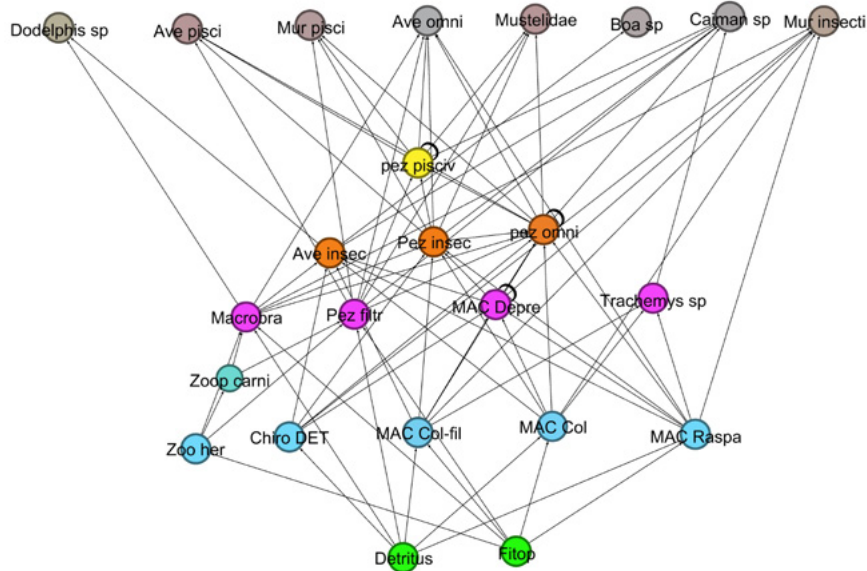 Dodelphis sp
Ave pisci
Mur pisci
Ave omni
Mustelidae
Boa sp
Caiman sp
Mur insecti
pez pisciv
Ave insec
Pez insec
pez omni
Macrobra
Pez filtr
MAC Depre
Trachemys sp
Zoop carni
Zoo her
Chiro DET
MAC Col-fil
MAC Col
MAC Raspa
Detritus
Fitop